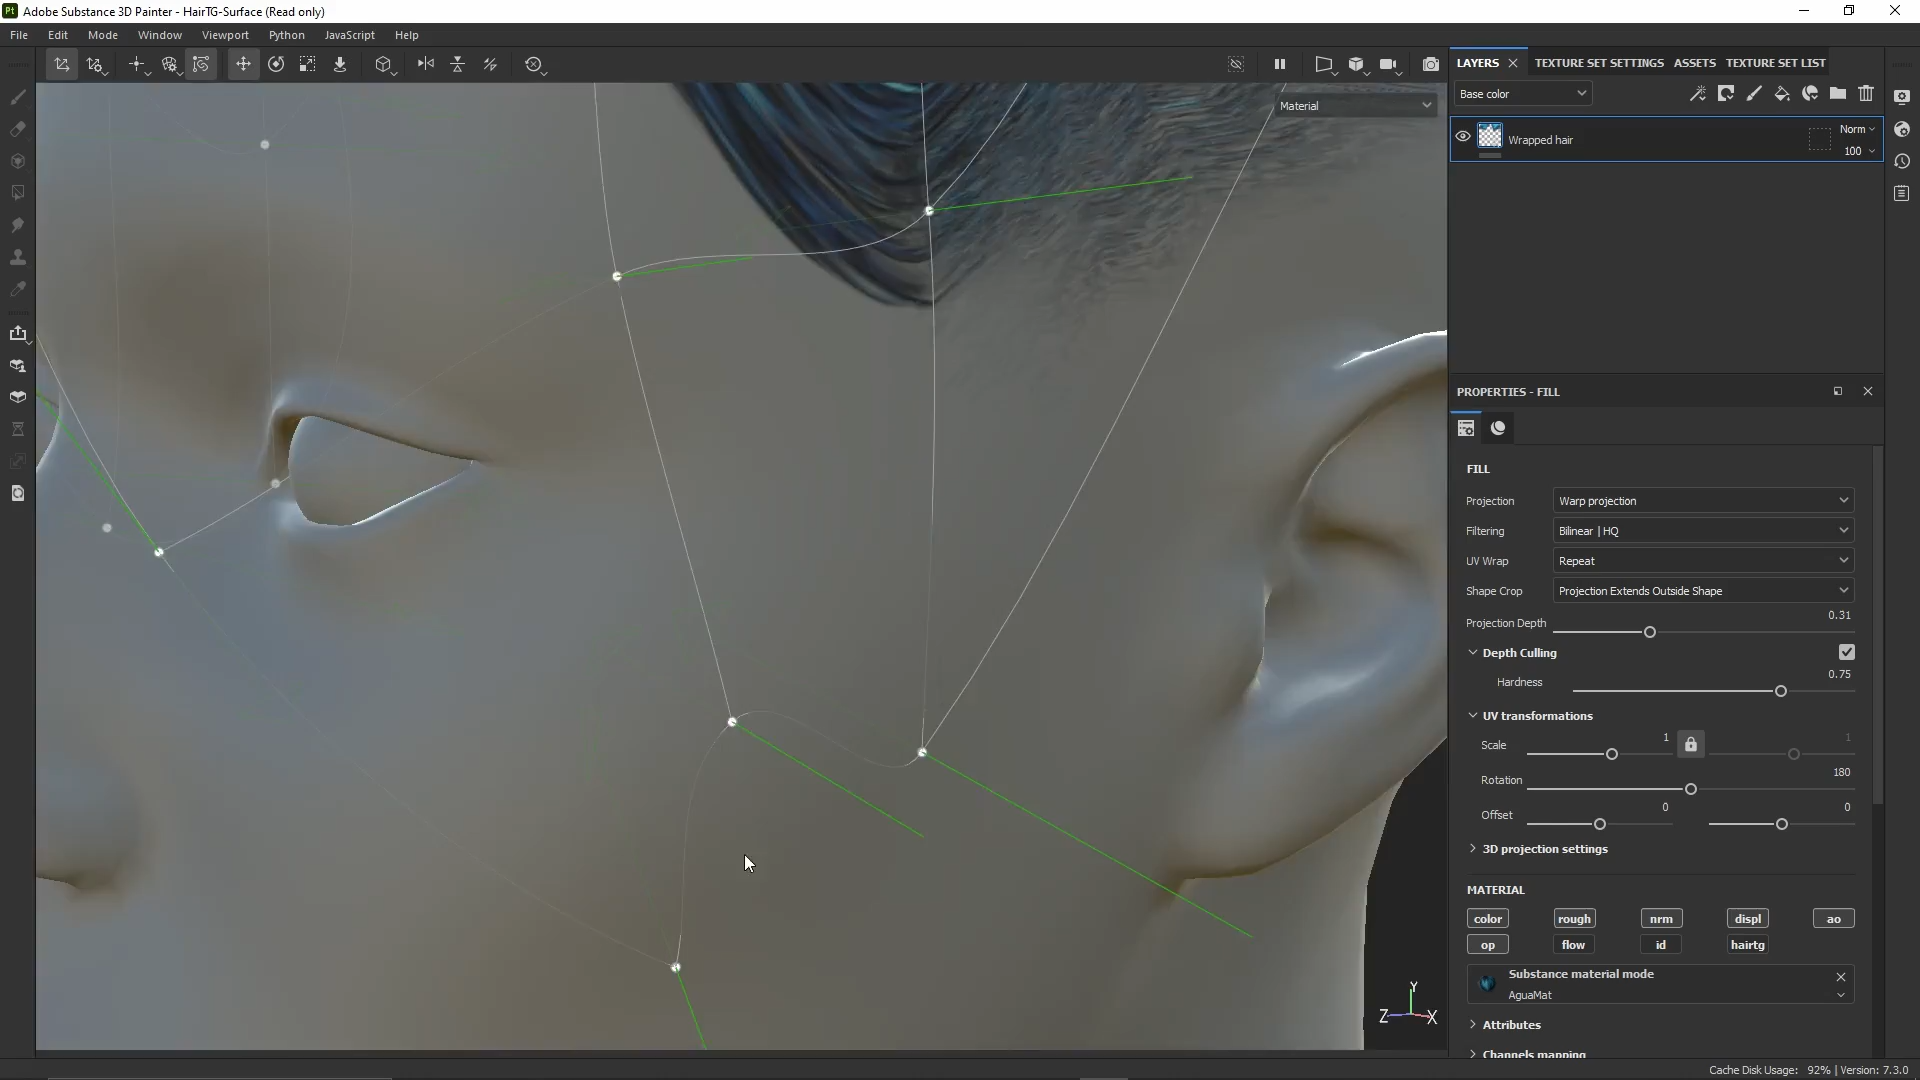 Pt Adobe Substance 3D Painter - HairTG-Surface (Read only)
File Edit Mode Window Viewport Python JavaScript Help
LAYERS TEXTURE SET SETTINGS ASSETS TEXTURE SET LIST
Base color
Material
Norm
Wrapped hair
100
PROPERTIES - FILL
FILL
Projection Warp projection
Filtering Bilinear | HQ
UV Wrap Repeat
Shape Crop Projection Extends Outside Shape
0.31
Projection Depth
Depth Culling
0.75
Hardness
UV transformations
1 1
Scale
180
Rotation
0 0
Offset
3D projection settings
MATERIAL
color rough nrm displ ao
op flow id hairtg
Substance material mode
AguaMat
Attributes
Channels mapping
Y
Z X
Cache Disk Usage: 92% | Version: 7.3.0